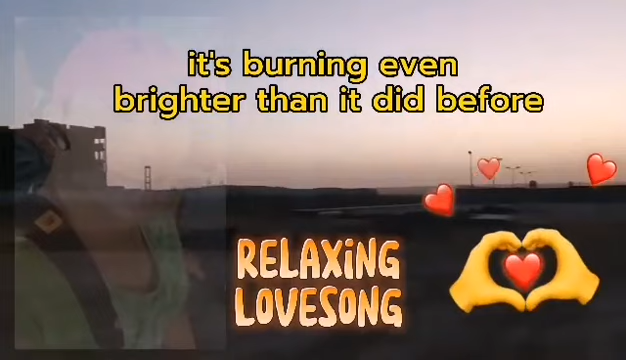 it's burning even
brighter than it did before
RELAXiNG
LOVESONG